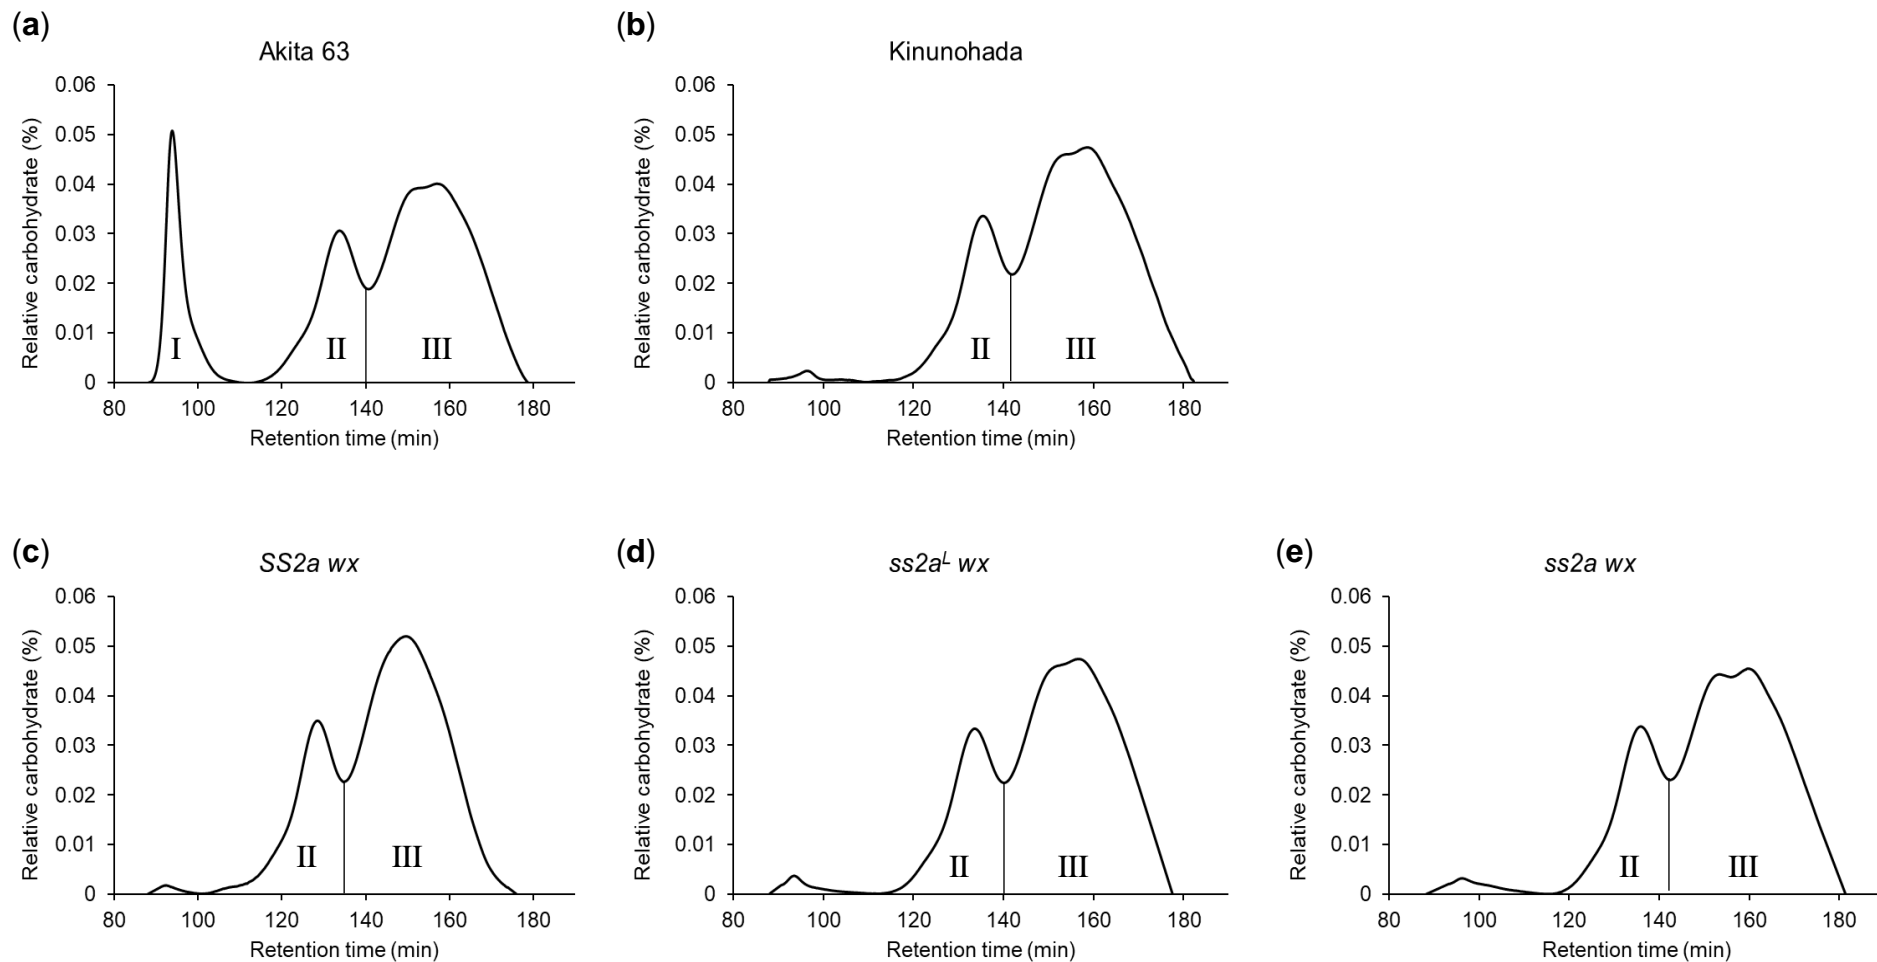 (a)
Akita 63
Relative carbohydrate (%)
0.06
0.05
0.04
0.03
0.02
0.01
0
I
II
III
80 100 120 140 160 180
Retention time (min)
(b)
Kinunohada
Relative carbohydrate (%)
0.06
0.05
0.04
0.03
0.02
0.01
0
II
III
80 100 120 140 160 180
Retention time (min)
(c)
SS2a wx
Relative carbohydrate (%)
0.06
0.05
0.04
0.03
0.02
0.01
0
II
III
80 100 120 140 160 180
Retention time (min)
(d)
ss2aL wx
Relative carbohydrate (%)
0.06
0.05
0.04
0.03
0.02
0.01
0
II
III
80 100 120 140 160 180
Retention time (min)
(e)
ss2a wx
Relative carbohydrate (%)
0.06
0.05
0.04
0.03
0.02
0.01
0
II
III
80 100 120 140 160 180
Retention time (min)